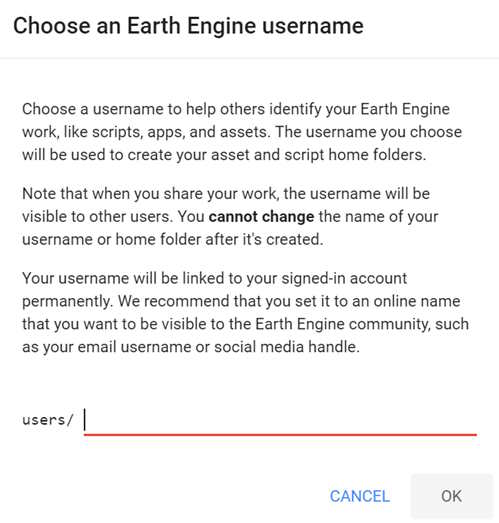 Choose an Earth Engine username
Choose a username to help others identify your Earth Engine
work, like scripts, apps, and assets. The username you choose
will be used to create your asset and script home folders.
Note that when you share your work, the username will be
visible to other users. You cannot change the name of your
username or home folder after it's created.
Your username will be linked to your signed-in account
permanently. We recommend that you set it to an online name
that you want to be visible to the Earth Engine community, such
as your email username or social media handle.
users/
CANCEL OK